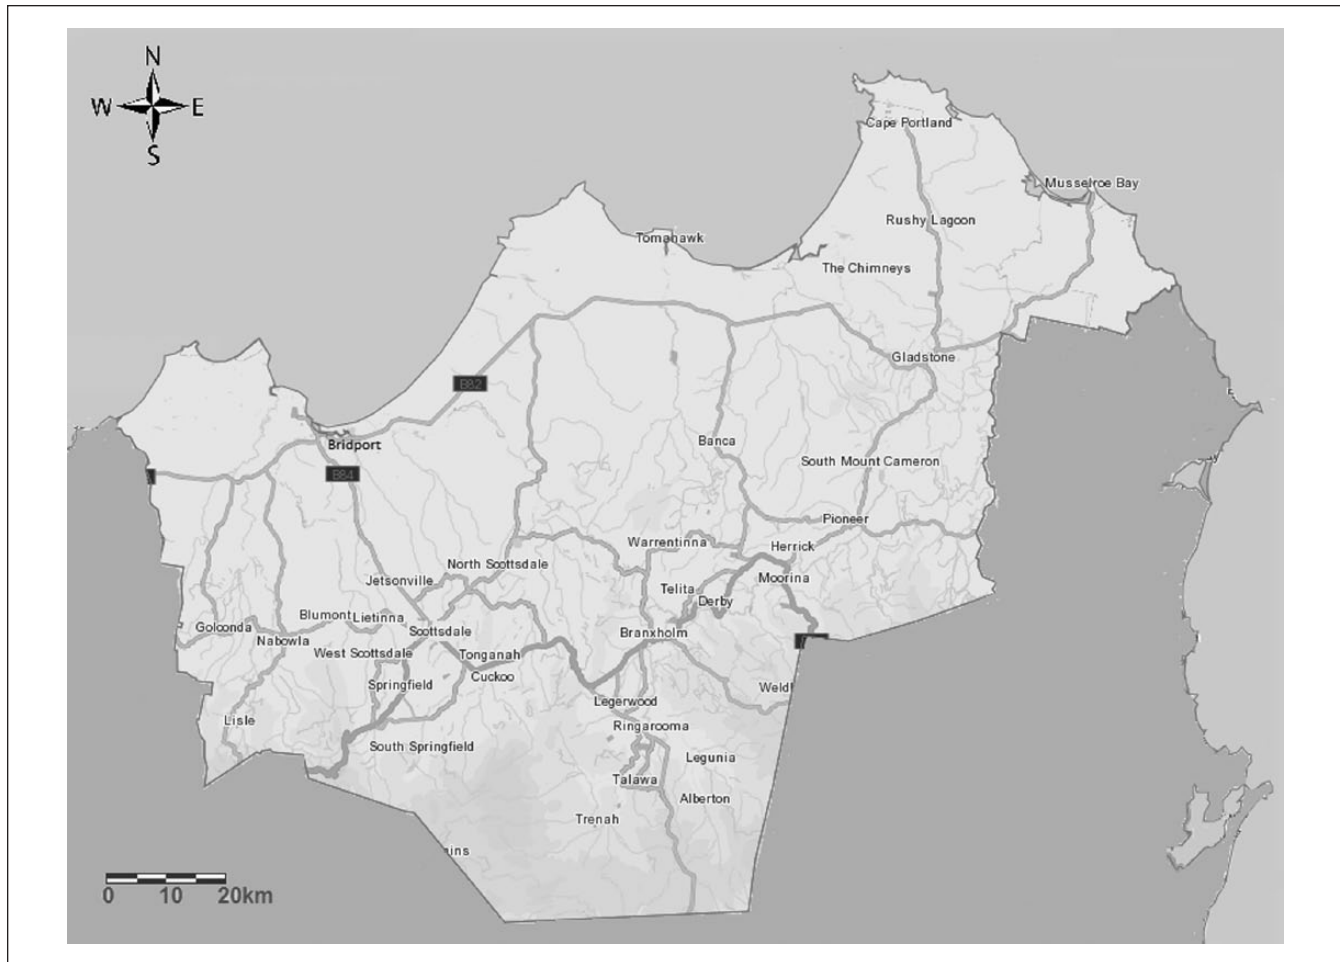 N
W E
S
Cape Portland
Musselroe Bay
Rushy Lagoon
Tomahawk
The Chimneys
Gladstone
B82
Bridport
Banca
South Mount Cameron
B84
Pioneer
Warrentinna
Herrick
North Scottsdale
Jetsonville
Moorina
Telita
Derby
Blumont
Lietinna
Golconda
Scottsdale
Branxholm
Nabowla
West Scottsdale
Tonganah
Cuckoo
Springfield
Weld
Legerwood
Lisle
Ringarooma
South Springfield
Legunia
Talawa
Alberton
Trenah
ins
0 10 20km